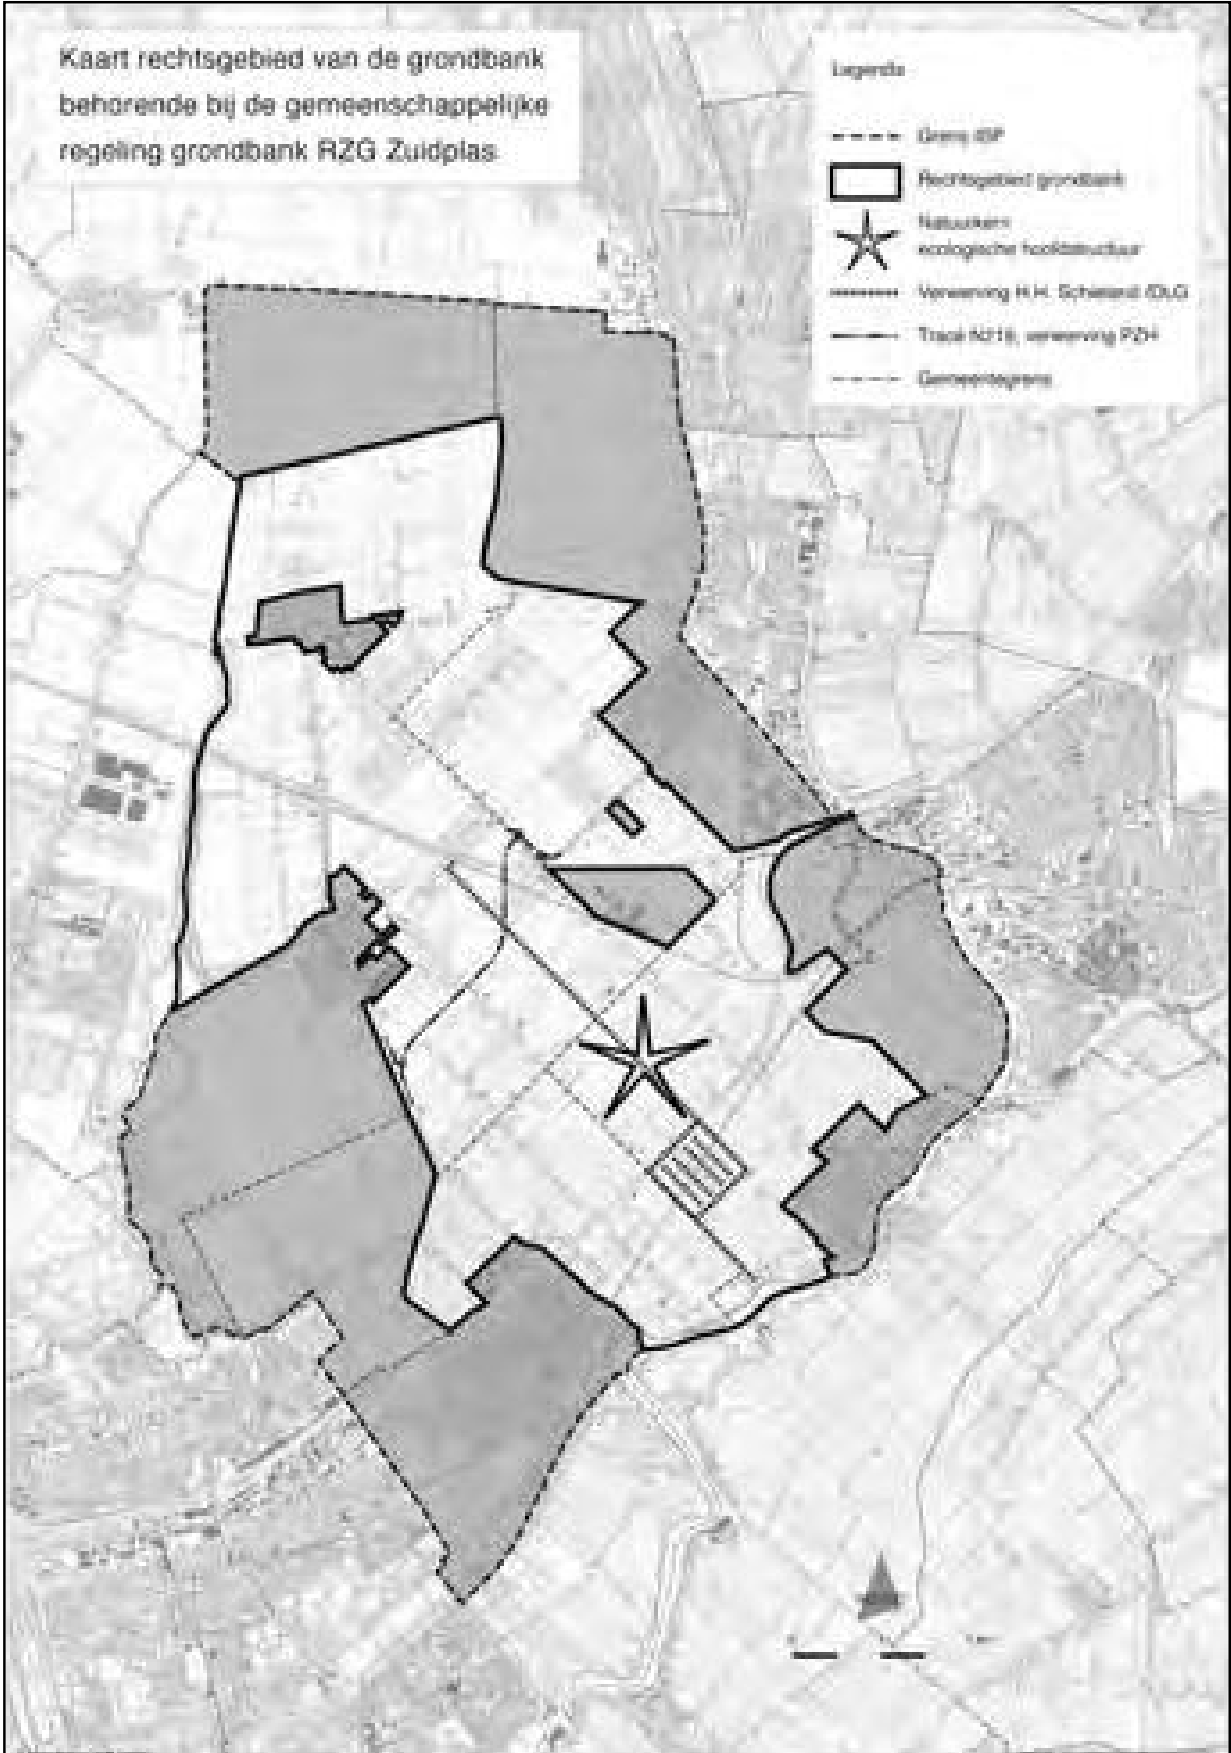 Kaart rechtsgebied van de grondbank
behorende bij de gemeenschappelijke
regeling grondbank RZG Zuidplas
Legenda
Grens ISP
Rechtsgebied grondbank
Natuurkern
ecologische hoofdstructuur
Verwerving H.H. Schieland /DLG
Tracé N219, verwerving PZH
Gemeentegrens